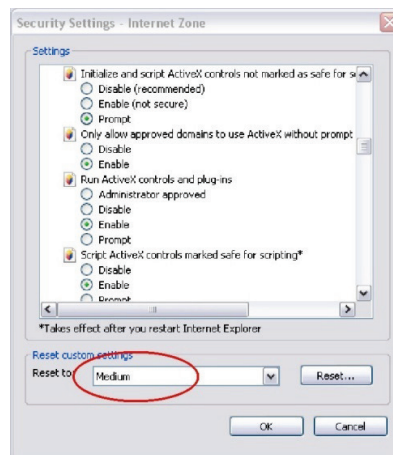 Security Settings - Internet Zone
Settings
Initialize and script ActiveX controls not marked as safe for s
Disable (recommended)
Enable (not secure)
Prompt
Only allow approved domains to use ActiveX without prompt
Disable
Enable
Run ActiveX controls and plug-ins
Administrator approved
Disable
Enable
Prompt
Script ActiveX controls marked safe for scripting*
Disable
Enable
Prompt
*Takes effect after you restart Internet Explorer
Reset custom settings
Reset to: Medium Reset...
OK Cancel